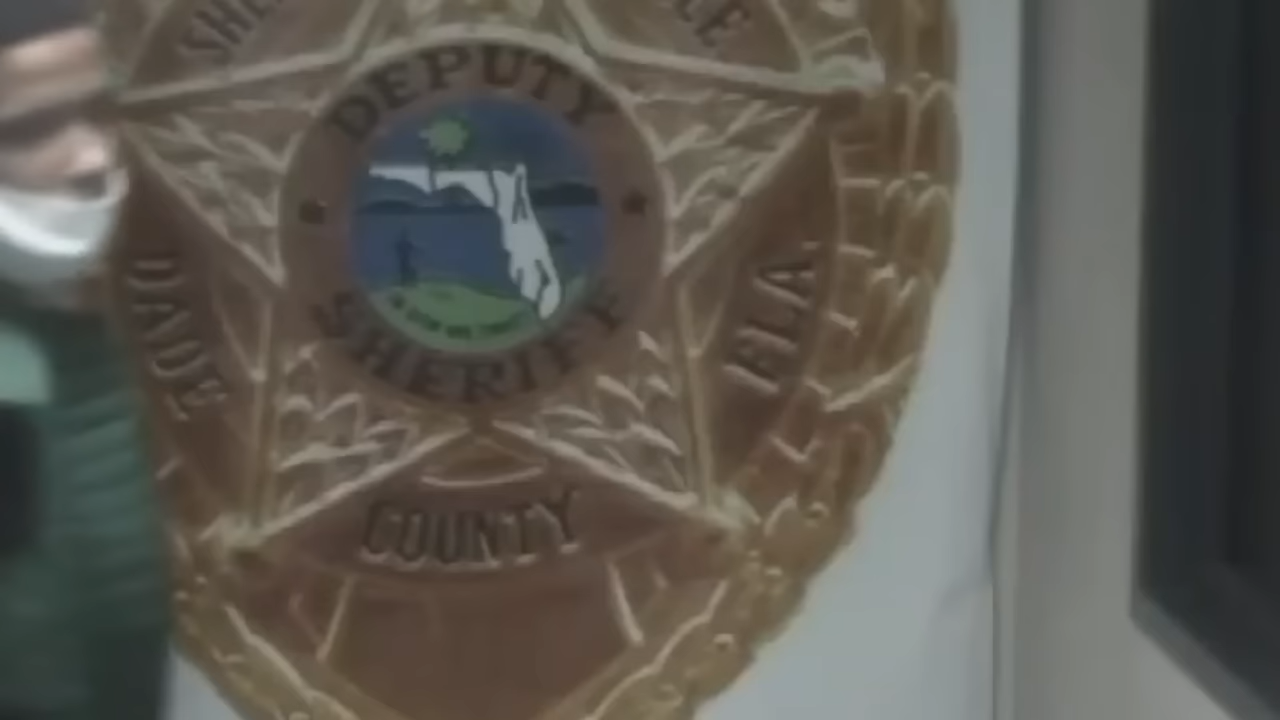 DEPUTY
SHERIFF
DADE
FLA.
COUNTY